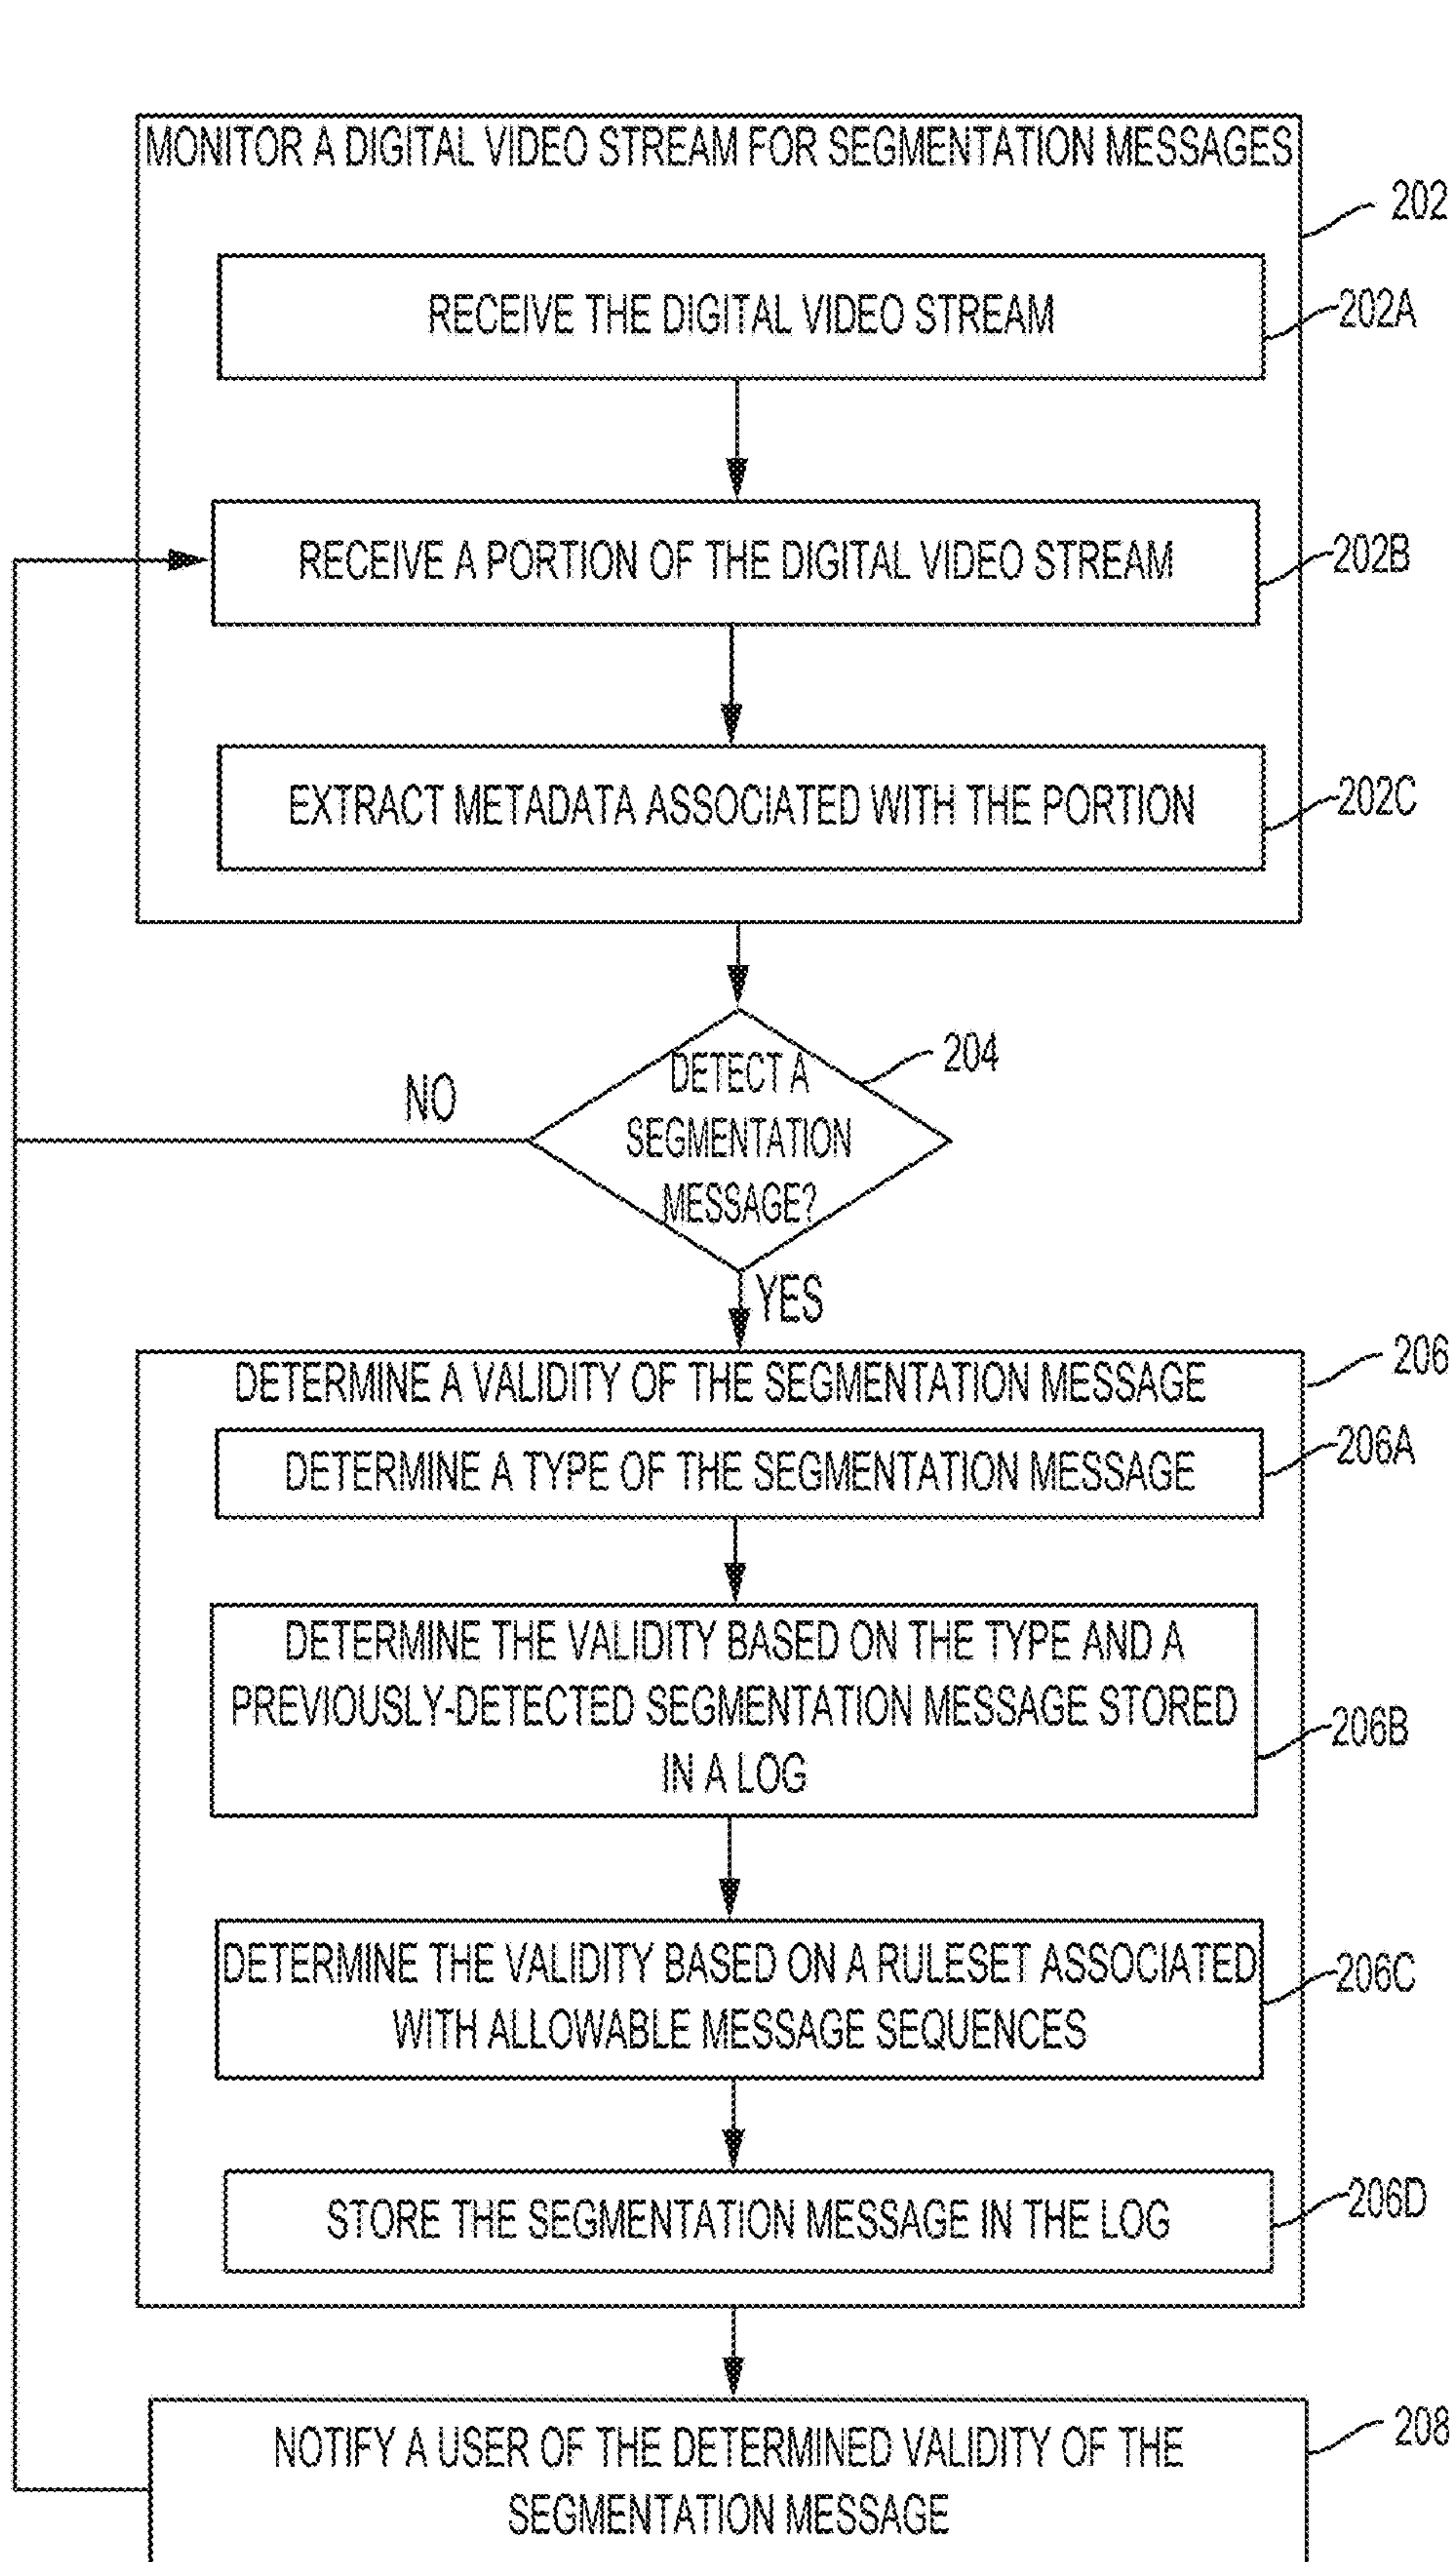 MONITOR A DIGITAL VIDEO STREAM FOR SEGMENTATION MESSAGES
202
RECEIVE THE DIGITAL VIDEO STREAM
202A
RECEIVE A PORTION OF THE DIGITAL VIDEO STREAM
202B
EXTRACT METADATA ASSOCIATED WITH THE PORTION
202C
DETECT A
SEGMENTATION
MESSAGE?
204
NO
YES
DETERMINE A VALIDITY OF THE SEGMENTATION MESSAGE
206
DETERMINE A TYPE OF THE SEGMENTATION MESSAGE
206A
DETERMINE THE VALIDITY BASED ON THE TYPE AND A
PREVIOUSLY-DETECTED SEGMENTATION MESSAGE STORED
IN A LOG
206B
DETERMINE THE VALIDITY BASED ON A RULESET ASSOCIATED
WITH ALLOWABLE MESSAGE SEQUENCES
206C
STORE THE SEGMENTATION MESSAGE IN THE LOG
206D
NOTIFY A USER OF THE DETERMINED VALIDITY OF THE
SEGMENTATION MESSAGE
208